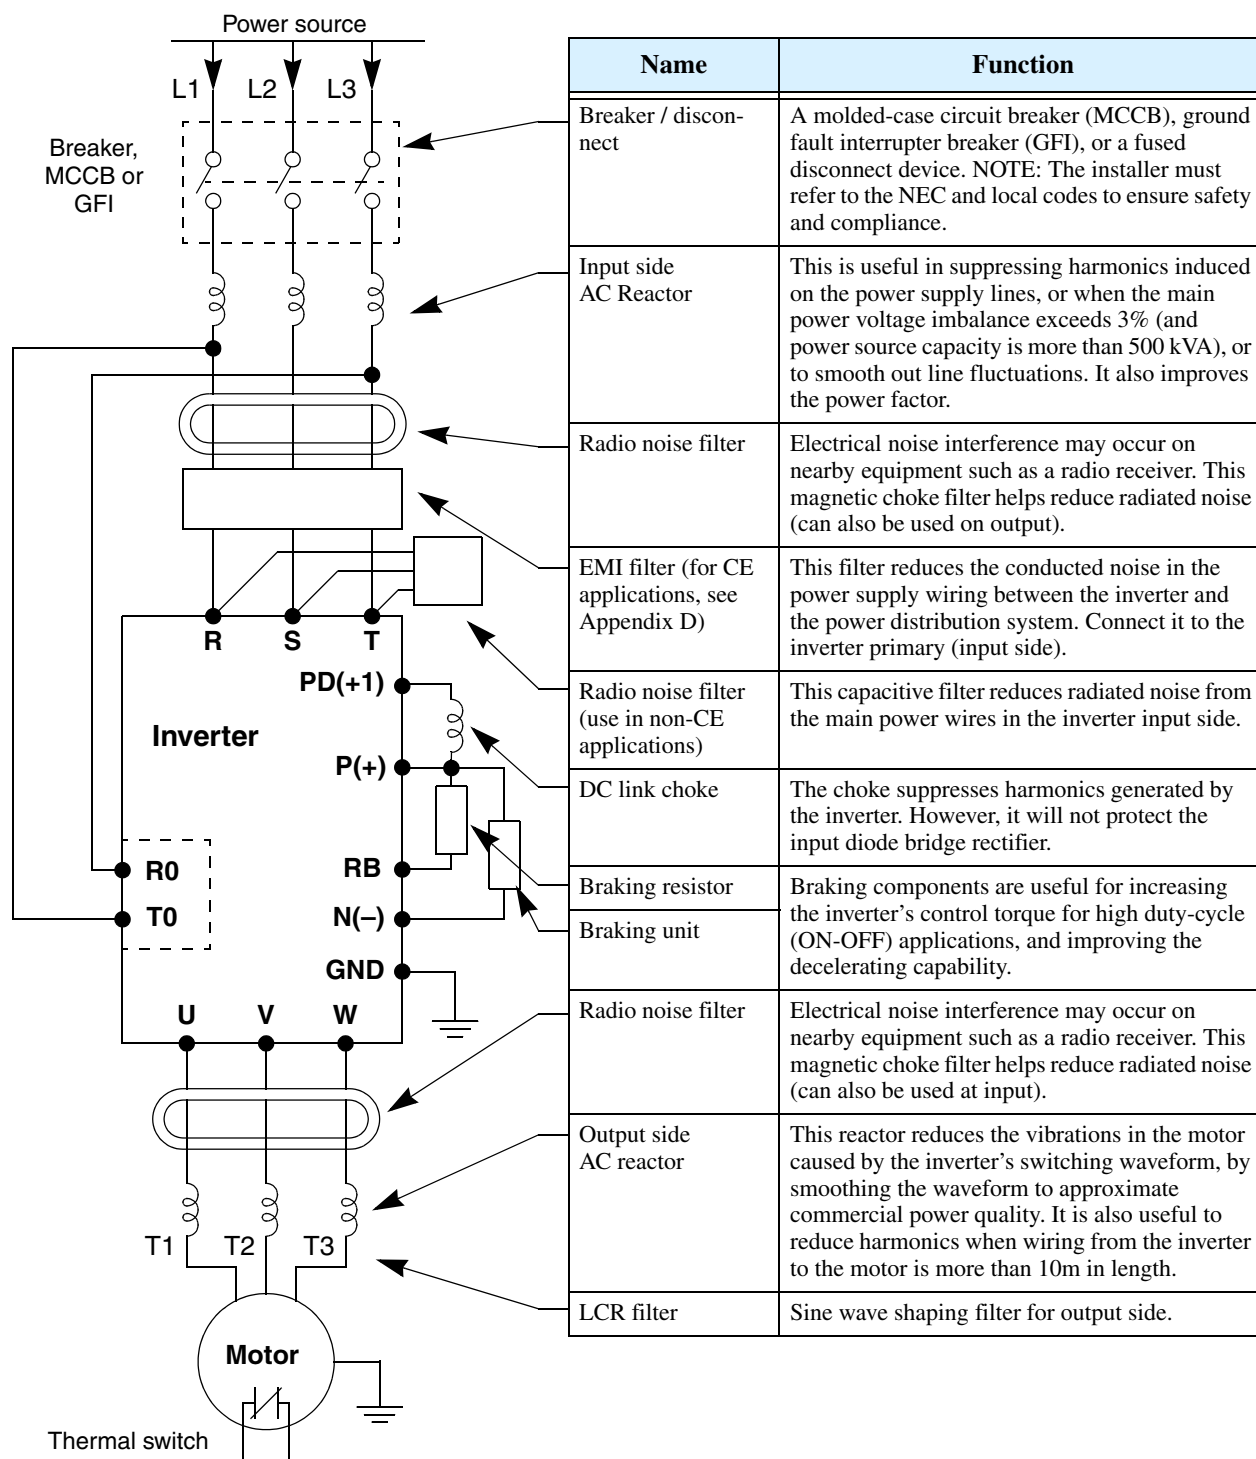 Power source
L1 L2 L3
Breaker,
MCCB or
GFI
R S T
PD(+1)
Inverter
P(+)
R0
RB
T0
N(–)
GND
U V W
T1 T2 T3
Motor
Thermal switch
Name Function
Breaker / discon-
nect
A molded-case circuit breaker (MCCB), ground
fault interrupter breaker (GFI), or a fused
disconnect device. NOTE: The installer must
refer to the NEC and local codes to ensure safety
and compliance.
Input side
AC Reactor
This is useful in suppressing harmonics induced
on the power supply lines, or when the main
power voltage imbalance exceeds 3% (and
power source capacity is more than 500 kVA), or
to smooth out line fluctuations. It also improves
the power factor.
Radio noise filter
Electrical noise interference may occur on
nearby equipment such as a radio receiver. This
magnetic choke filter helps reduce radiated noise
(can also be used on output).
EMI filter (for CE
applications, see
Appendix D)
This filter reduces the conducted noise in the
power supply wiring between the inverter and
the power distribution system. Connect it to the
inverter primary (input side).
Radio noise filter
(use in non-CE
applications)
This capacitive filter reduces radiated noise from
the main power wires in the inverter input side.
DC link choke
The choke suppresses harmonics generated by
the inverter. However, it will not protect the
input diode bridge rectifier.
Braking resistor
Braking unit
Braking components are useful for increasing
the inverter’s control torque for high duty-cycle
(ON-OFF) applications, and improving the
decelerating capability.
Radio noise filter
Electrical noise interference may occur on
nearby equipment such as a radio receiver. This
magnetic choke filter helps reduce radiated noise
(can also be used at input).
Output side
AC reactor
This reactor reduces the vibrations in the motor
caused by the inverter’s switching waveform, by
smoothing the waveform to approximate
commercial power quality. It is also useful to
reduce harmonics when wiring from the inverter
to the motor is more than 10m in length.
LCR filter
Sine wave shaping filter for output side.